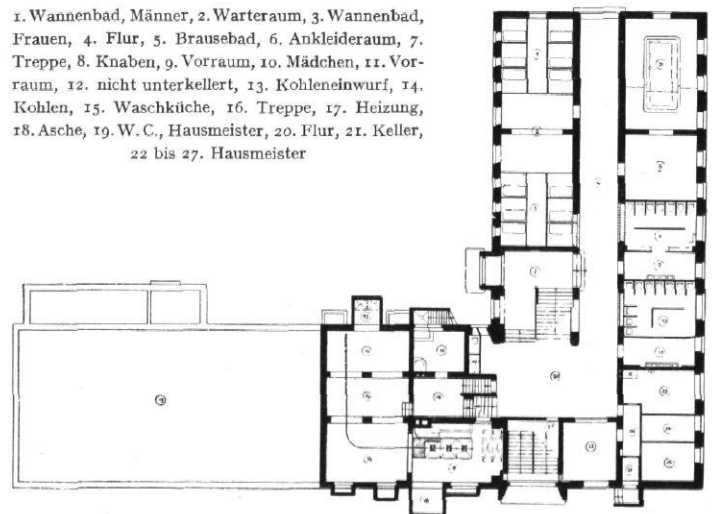 1. Wannenbad, Männer, 2. Warteraum, 3. Wannenbad,
Frauen, 4. Flur, 5. Brausebad, 6. Ankleideraum, 7.
Treppe, 8. Knaben, 9. Vorraum, 10. Mädchen, 11. Vor-
raum, 12. nicht unterkellert, 13. Kohleneinwurf, 14.
Kohlen, 15. Waschküche, 16. Treppe, 17. Heizung,
18. Asche, 19. W. C., Hausmeister, 20. Flur, 21. Keller,
22 bis 27. Hausmeister